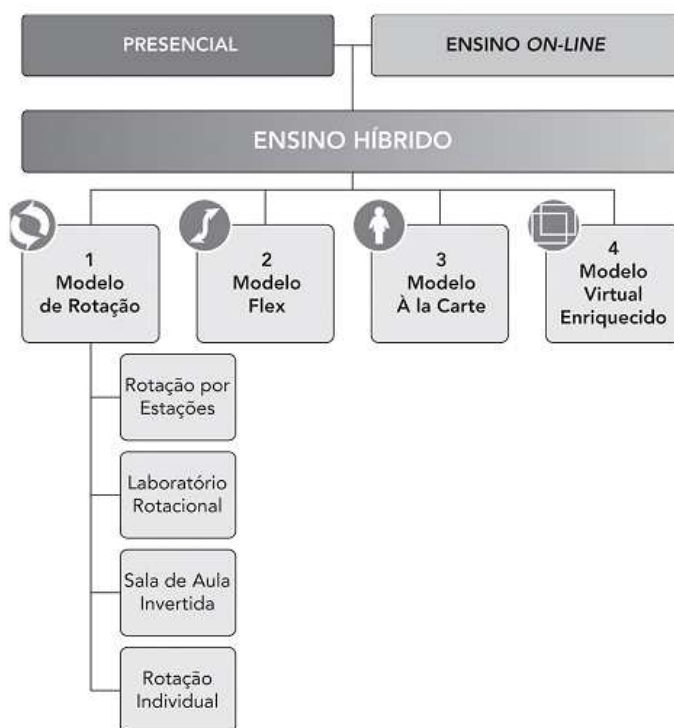 PRESENCIAL
ENSINO ON-LINE
ENSINO HÍBRIDO
1
Modelo
de Rotação
2
Modelo
Flex
3
Modelo
À la Carte
4
Modelo
Virtual
Enriquecido
Rotação por
Estações
Laboratório
Rotacional
Sala de Aula
Invertida
Rotação
Individual